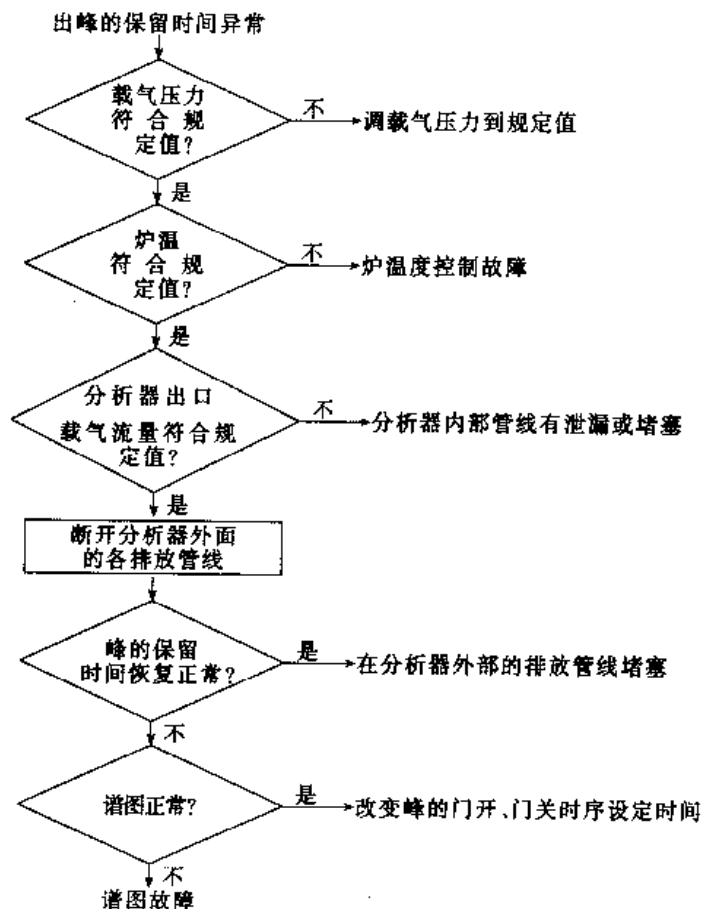 出峰的保留时间异常
载气压力
符合规
定值?
不
调载气压力到规定值
是
炉温
符合规
定值?
不
炉温度控制故障
是
分析器出口
载气流量符合规
定值?
不
分析器内部管线有泄漏或堵塞
是
断开分析器外面
的各排放管线
峰的保留
时间恢复正常?
是
在分析器外部的排放管线堵塞
不
谱图正常?
是
改变峰的门开、门关时序设定时间
不
谱图故障